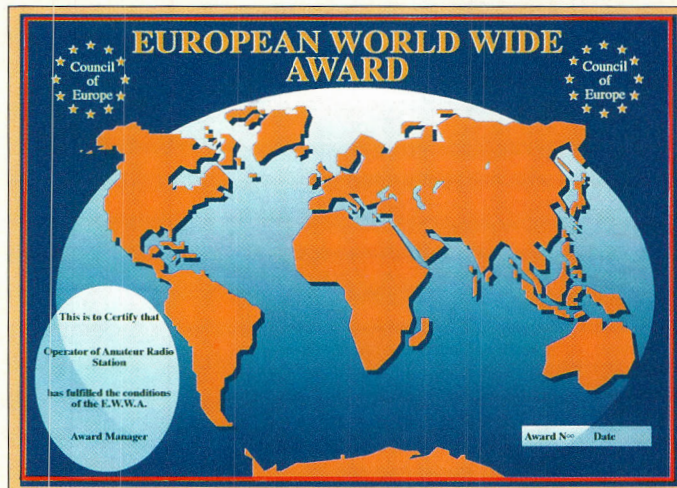 EUROPEAN WORLD WIDE
AWARD
Council
of
Europe
Council
of
Europe
This is to Certify that
Operator of Amateur Radio
Station
has fulfilled the conditions
of the E.W.W.A.
Award Manager
Award N∞ Date